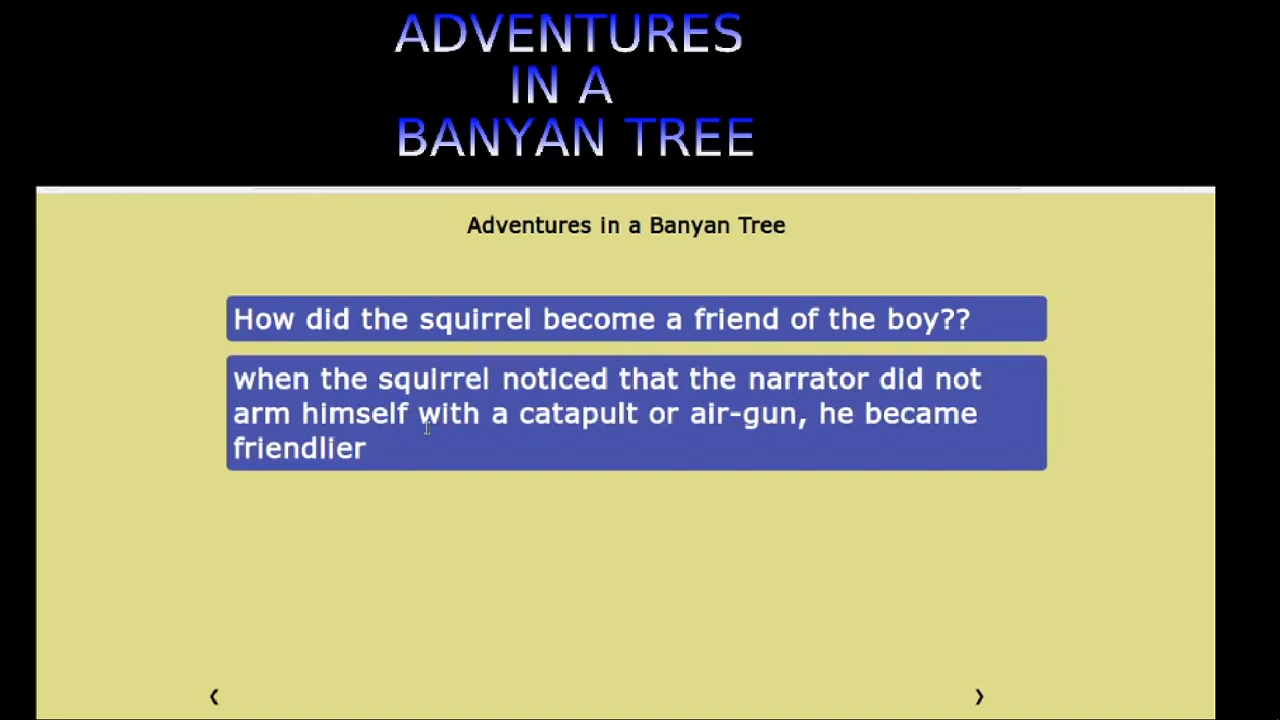 ADVENTURES
IN A
BANYAN TREE
Adventures in a Banyan Tree
How did the squirrel become a friend of the boy??
when the squirrel noticed that the narrator did not
arm himself with a catapult or air-gun, he became
friendlier
❮ ❯